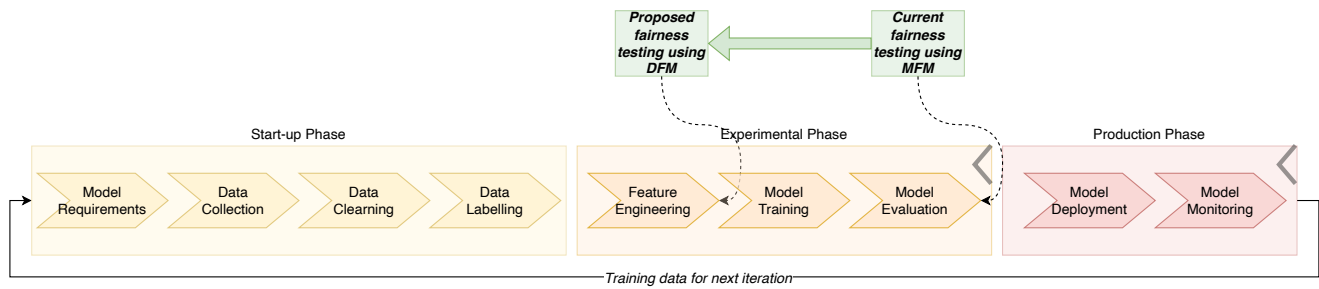 Proposed
fairness
testing using
DFM
Current
fairness
testing using
MFM
Start-up Phase
Experimental Phase
Production Phase
Model
Requirements
Data
Collection
Data
Clearning
Data
Labelling
Feature
Engineering
Model
Training
Model
Evaluation
Model
Deployment
Model
Monitoring
Training data for next iteration